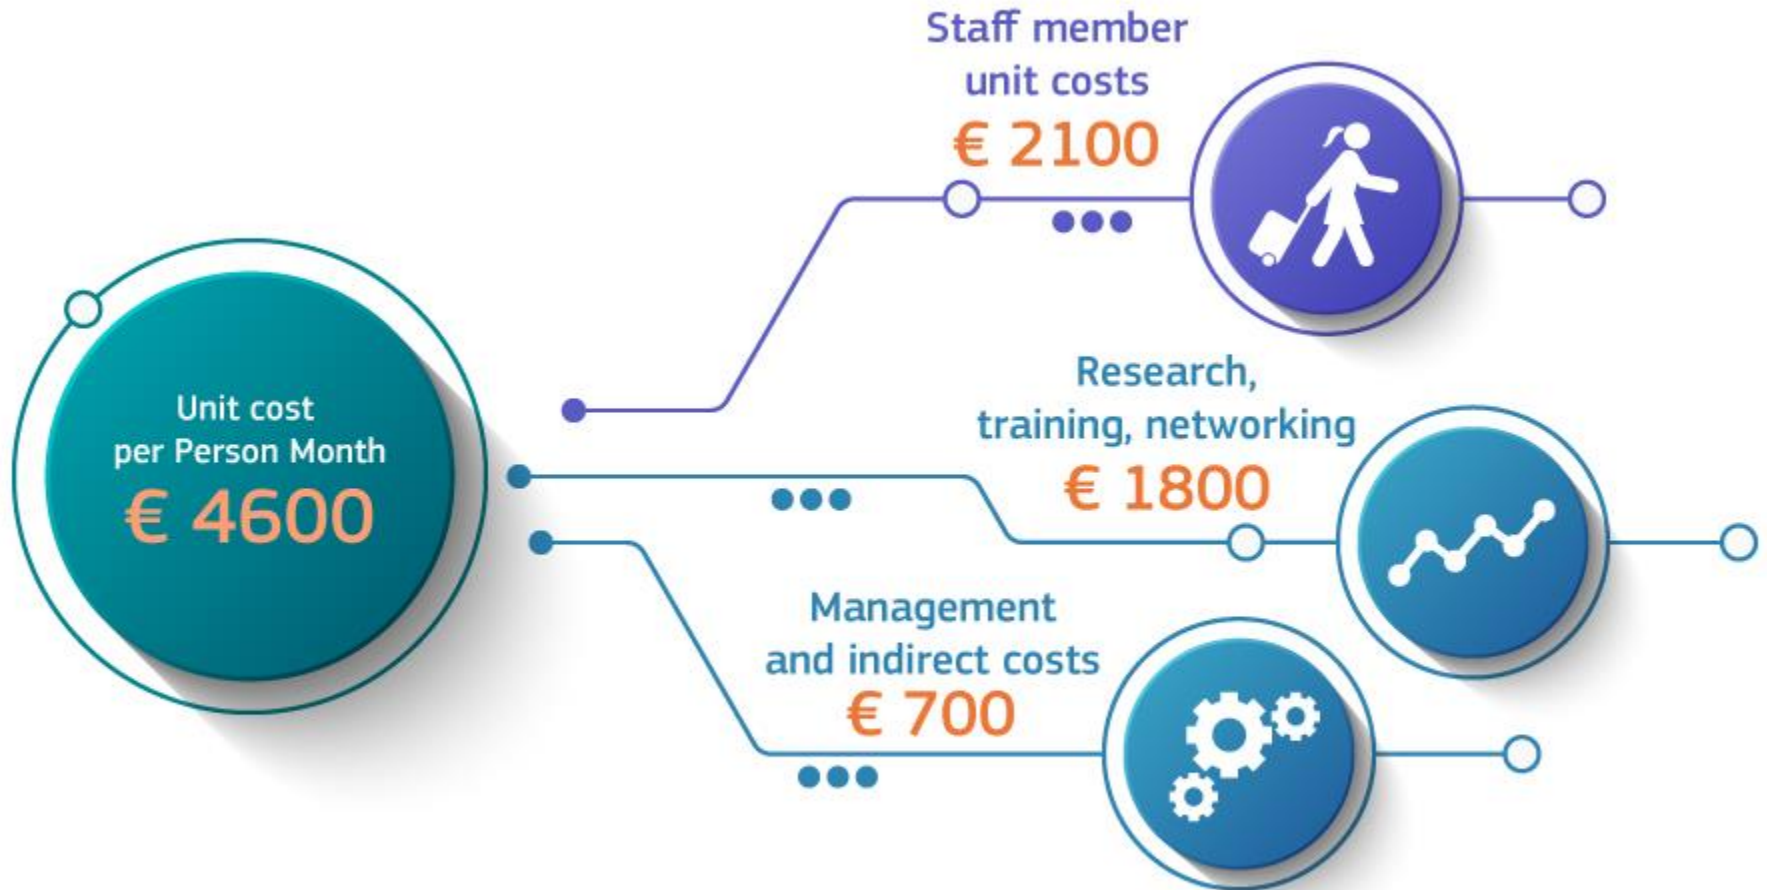 Staff member
unit costs
€ 2100
Unit cost
per Person Month
€ 4600
Research,
training, networking
€ 1800
Management
and indirect costs
€ 700